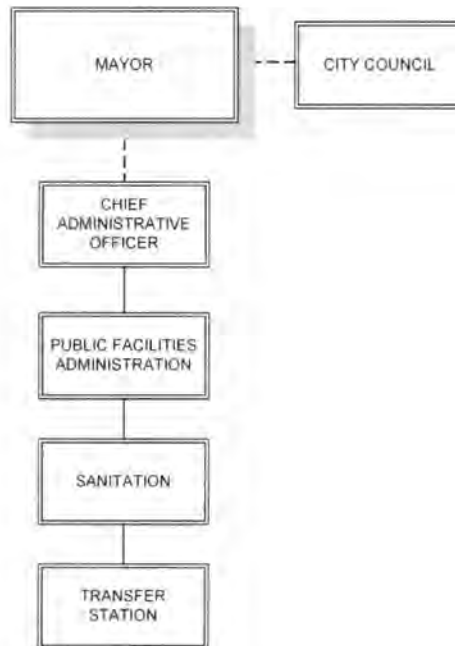 MAYOR
CITY COUNCIL
CHIEF
ADMINISTRATIVE
OFFICER
PUBLIC FACILITIES
ADMINISTRATION
SANITATION
TRANSFER
STATION